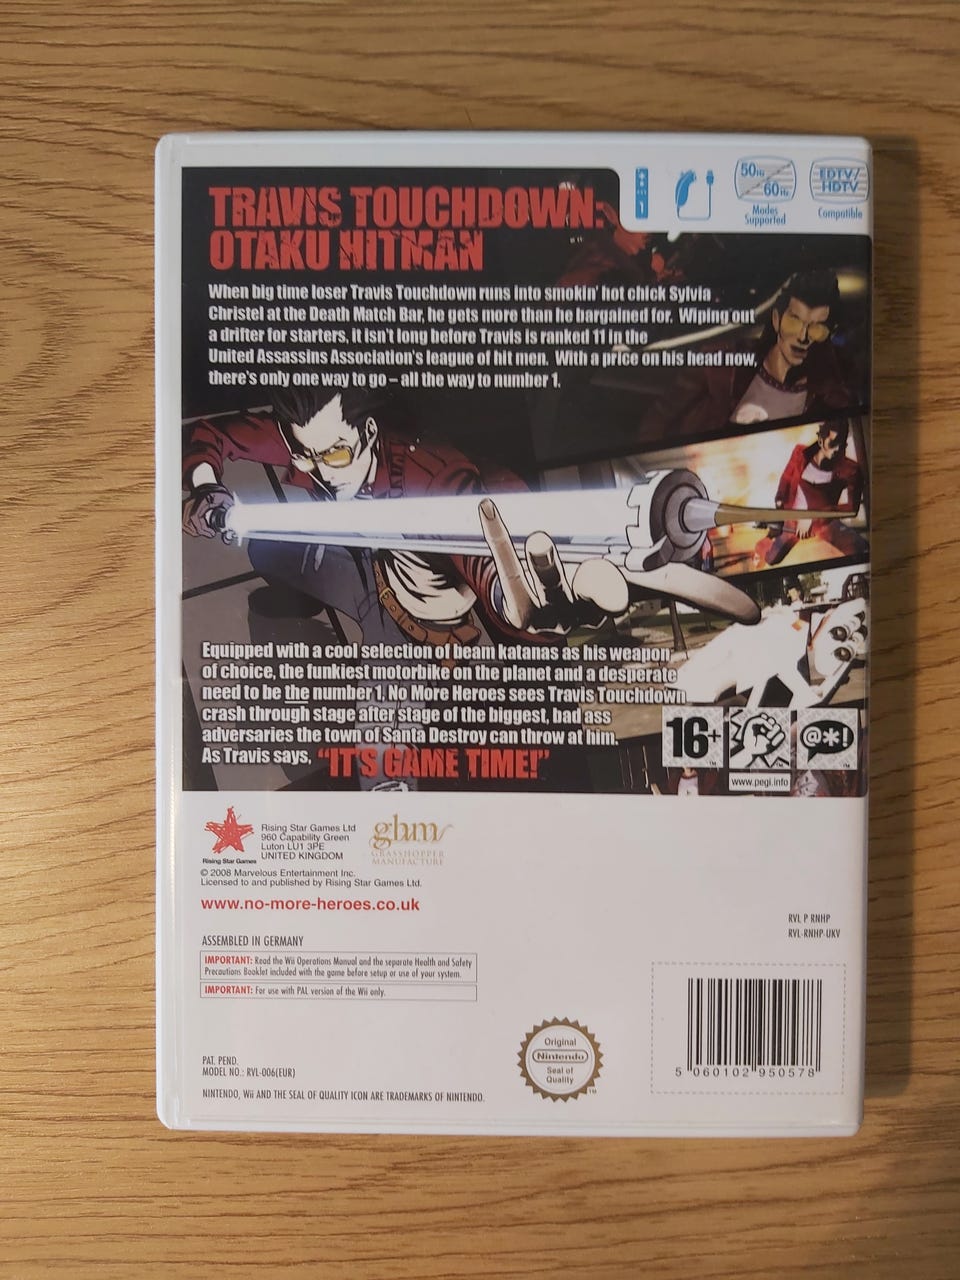 TRAVIS TOUCHDOWN:
OTAKU HITMAN
1
50Hz
60Hz
Modes
Supported
EDTV/
HDTV
Compatible
When big time loser Travis Touchdown runs into smokin' hot chick Sylvia
Christel at the Death Match Bar, he gets more than he bargained for. Wiping out
a drifter for starters, it isn't long before Travis is ranked 11 in the
United Assassins Association's league of hit men. With a price on his head now,
there's only one way to go – all the way to number 1.
Equipped with a cool selection of beam katanas as his weapon
of choice, the funkiest motorbike on the planet and a desperate
need to be the number 1, No More Heroes sees Travis Touchdown
crash through stage after stage of the biggest, bad ass
adversaries the town of Santa Destroy can throw at him.
As Travis says, "IT'S GAME TIME!"
16+
TM
@*!
TM
www.pegi.info
Rising Star Games
Rising Star Games Ltd
960 Capability Green
Luton LU1 3PE
UNITED KINGDOM
ghm
GRASSHOPPER
MANUFACTURE
© 2008 Marvelous Entertainment Inc.
Licensed to and published by Rising Star Games Ltd.
www.no-more-heroes.co.uk
RVL P RNHP
RVL-RNHP-UKV
ASSEMBLED IN GERMANY
IMPORTANT: Read the Wii Operations Manual and the separate Health and Safety
Precautions Booklet included with the game before setup or use of your system.
IMPORTANT: For use with PAL version of the Wii only.
Original
Nintendo
Seal of
Quality
TM
5 060102 950578
PAT. PEND.
MODEL NO.: RVL-006(EUR)
NINTENDO, Wii AND THE SEAL OF QUALITY ICON ARE TRADEMARKS OF NINTENDO.